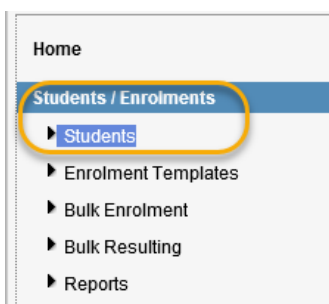 Home
Students / Enrolments
Students
Enrolment Templates
Bulk Enrolment
Bulk Resulting
Reports